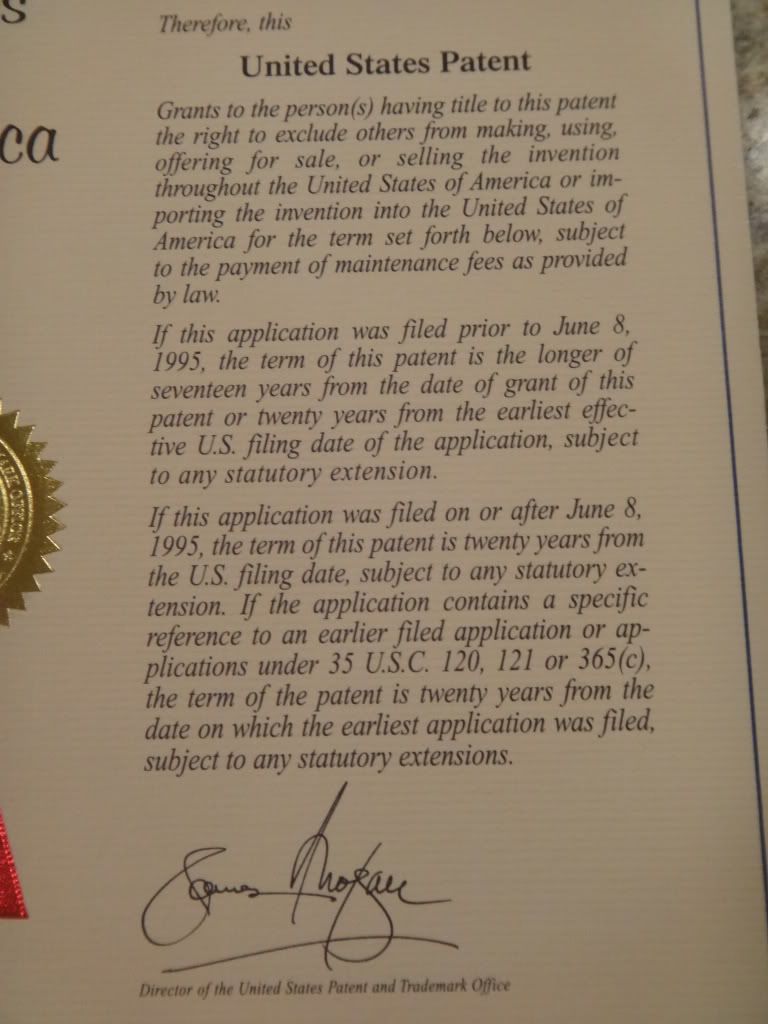 s
ca
Therefore, this
United States Patent
Grants to the person(s) having title to this patent
the right to exclude others from making, using,
offering for sale, or selling the invention
throughout the United States of America or im-
porting the invention into the United States of
America for the term set forth below, subject
to the payment of maintenance fees as provided
by law.
If this application was filed prior to June 8,
1995, the term of this patent is the longer of
seventeen years from the date of grant of this
patent or twenty years from the earliest effec-
tive U.S. filing date of the application, subject
to any statutory extension.
If this application was filed on or after June 8,
1995, the term of this patent is twenty years from
the U.S. filing date, subject to any statutory ex-
tension. If the application contains a specific
reference to an earlier filed application or ap-
plications under 35 U.S.C. 120, 121 or 365(c),
the term of the patent is twenty years from the
date on which the earliest application was filed,
subject to any statutory extensions.
Director of the United States Patent and Trademark Office